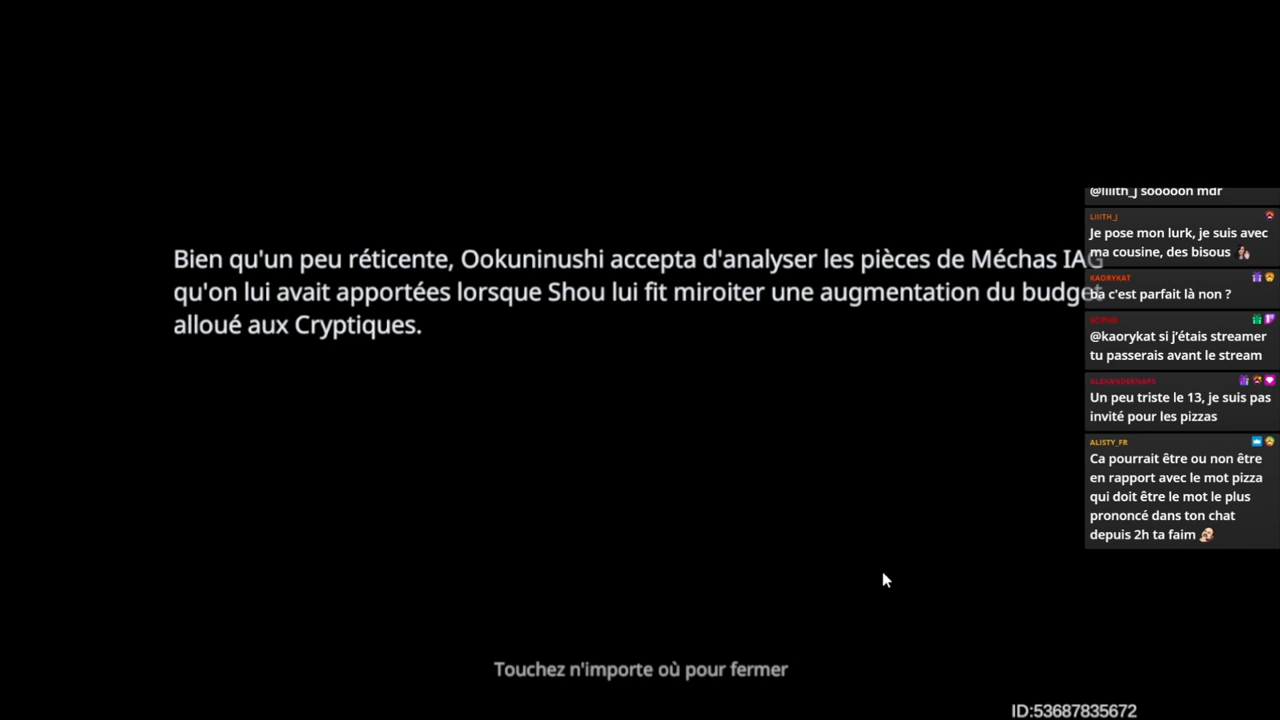 @liiith_j sooooon mdr
LIIITH_J
Je pose mon lurk, je suis avec
ma cousine, des bisous
KAORYKAT
ba c'est parfait là non ?
@kaorykat si j'étais streamer
tu passerais avant le stream
ALEXANDERNAPS
Un peu triste le 13, je suis pas
invité pour les pizzas
ALISTY_FR
Ca pourrait être ou non être
en rapport avec le mot pizza
qui doit être le mot le plus
prononcé dans ton chat
depuis 2h ta faim
Bien qu'un peu réticente, Ookuninushi accepta d'analyser les pièces de Méchas IAG
qu'on lui avait apportées lorsque Shou lui fit miroiter une augmentation du budget
alloué aux Cryptiques.
Touchez n'importe où pour fermer
ID:53687835672